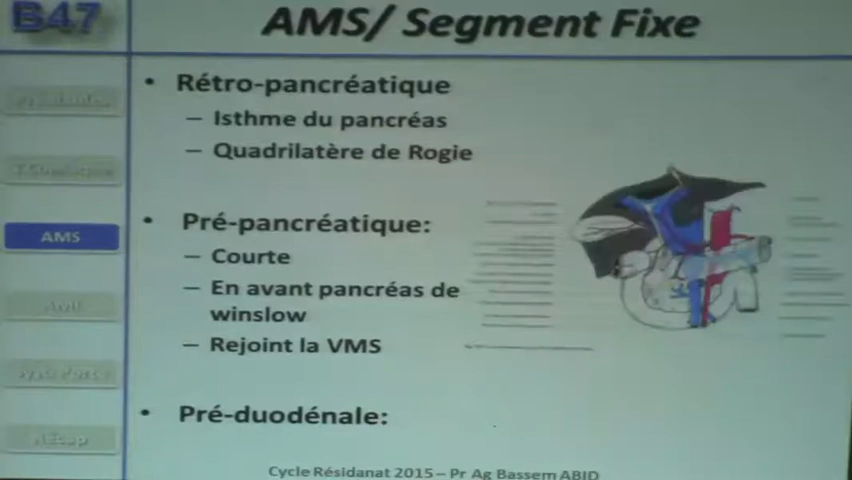 B47
AMS/ Segment Fixe
• Rétro-pancréatique
– Isthme du pancréas
– Quadrilatère de Rogie
AMS
• Pré-pancréatique:
– Courte
– En avant pancréas de
winslow
– Rejoint la VMS
• Pré-duodénale:
Récap
Cycle Résidanat 2015 – Pr Ag Bassem ABID